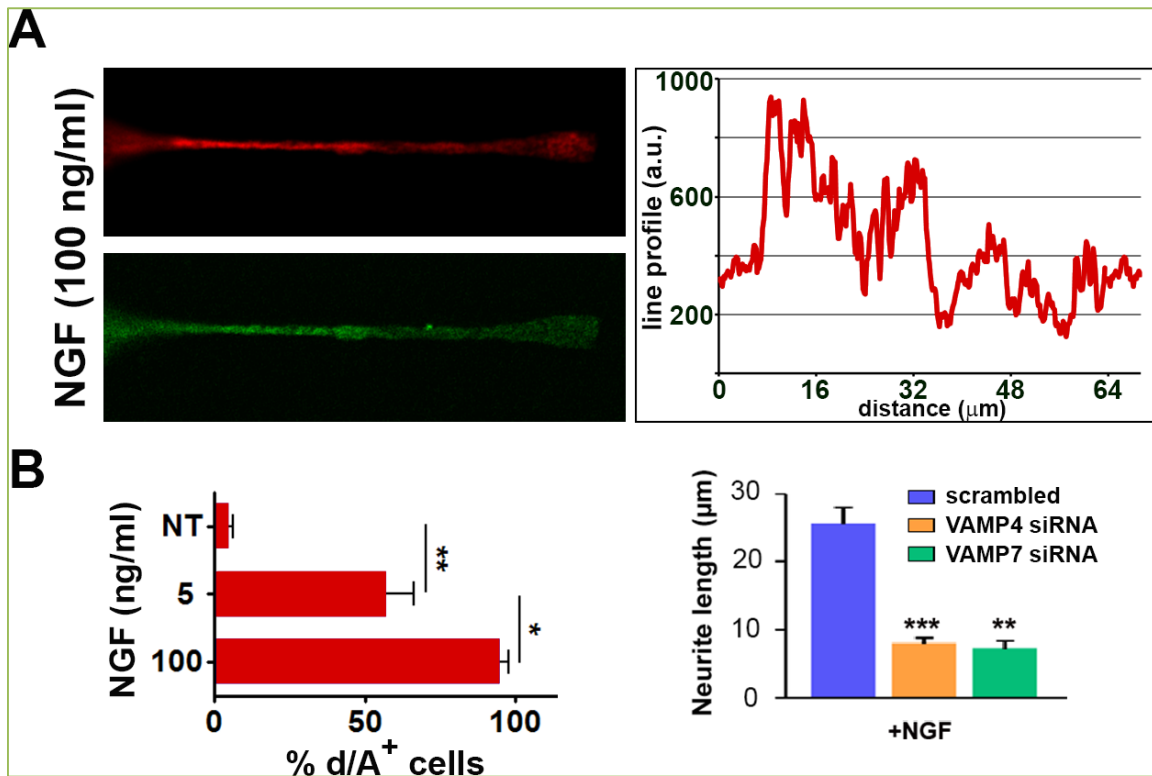 A
NGF (100 ng/ml)
line profile (a.u.)
1000
600
200
0 16 32 48 64
distance (μm)
B
NGF (ng/ml)
NT
5
100
**
*
0 50 100
% d/A+ cells
Neurite length (μm)
30
20
10
0
scrambled
VAMP4 siRNA
VAMP7 siRNA
*** **
+NGF